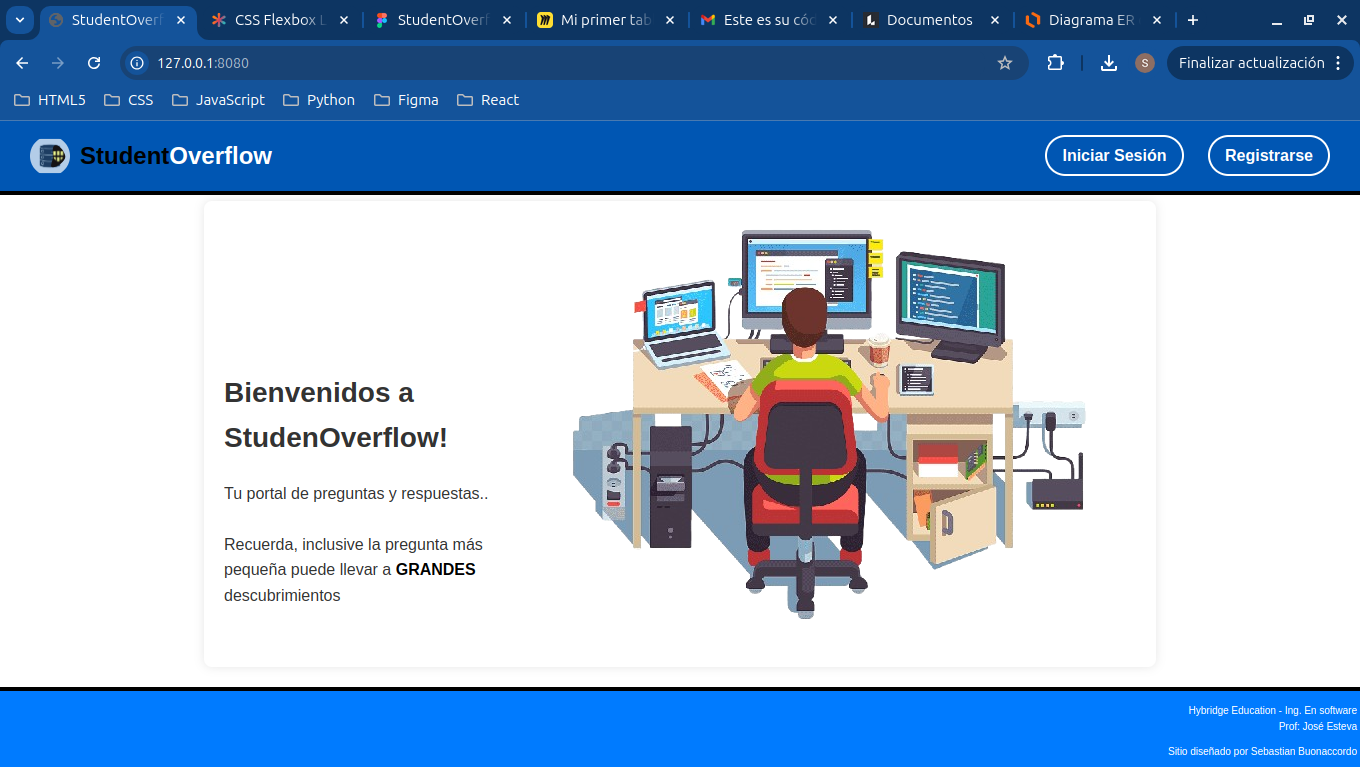 StudentOverf
CSS Flexbox L
StudentOverf
Mi primer tab
Este es su cód
Documentos
Diagrama ER
127.0.0.1:8080
S
Finalizar actualización
HTML5
CSS
JavaScript
Python
Figma
React
StudentOverflow
Iniciar Sesión
Registrarse
Bienvenidos a
StudenOverflow!
Tu portal de preguntas y respuestas..
Recuerda, inclusive la pregunta más
pequeña puede llevar a GRANDES
descubrimientos
Hybridge Education - Ing. En software
Prof: José Esteva
Sitio diseñado por Sebastian Buonaccordo